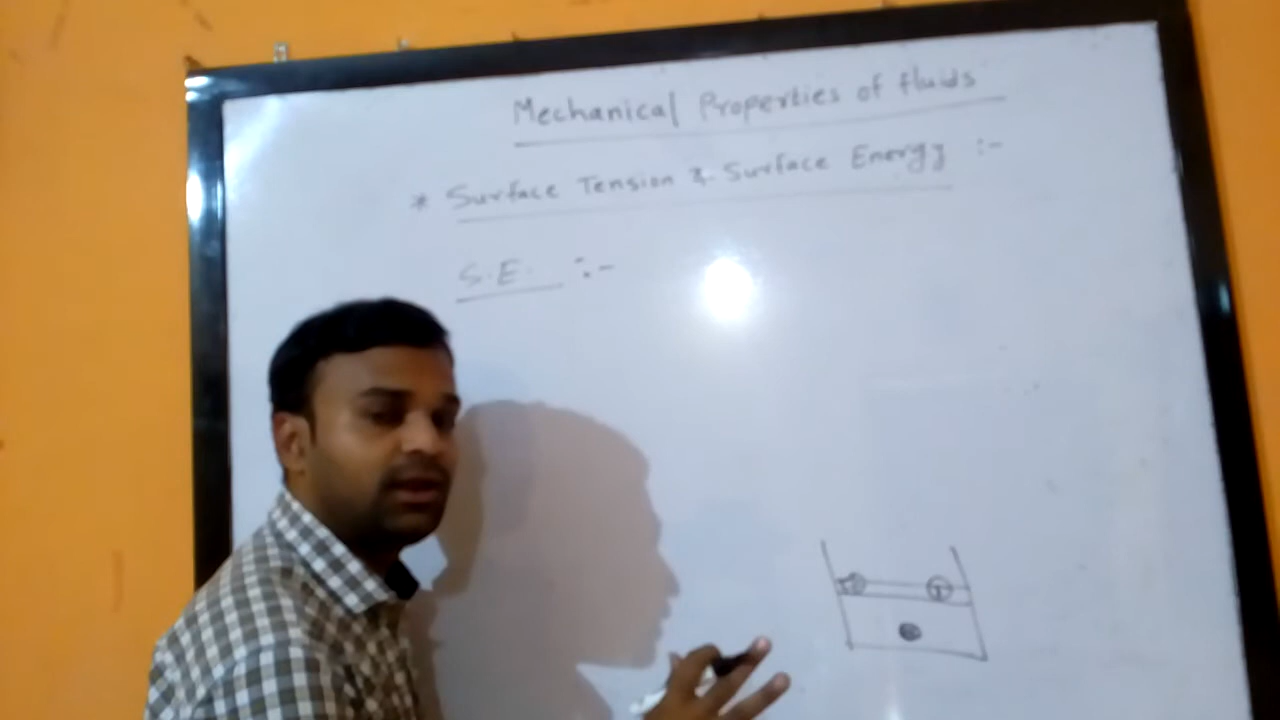 Mechanical Properties of fluids
* Surface Tension & Surface Energy :-
S.E. :-